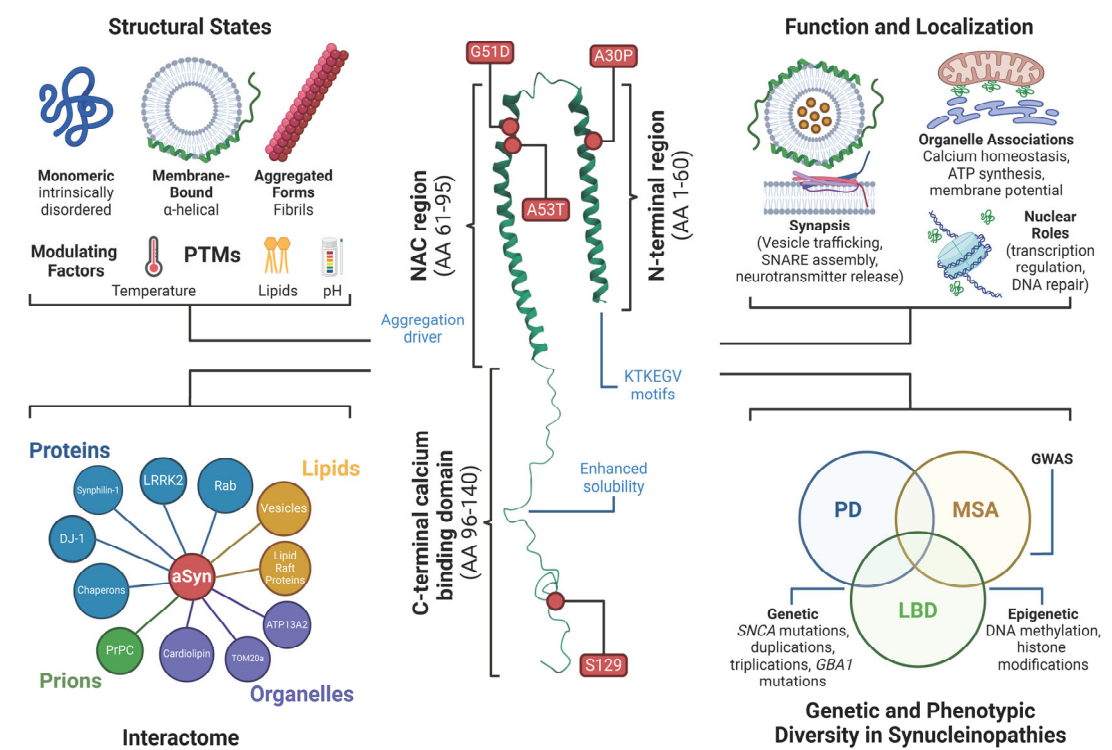 Structural States
Monomeric
intrinsically
disordered
Membrane-
Bound
α-helical
Aggregated
Forms
Fibrils
Modulating
Factors
Temperature
PTMs
Lipids
pH
G51D
A30P
A53T
NAC region
(AA 61-95)
N-terminal region
(AA 1-60)
Aggregation
driver
KTKEGV
motifs
C-terminal calcium
binding domain
(AA 96-140)
Enhanced
solubility
S129
Function and Localization
Synapsis
(Vesicle trafficking,
SNARE assembly,
neurotransmitter release)
Organelle Associations
Calcium homeostasis,
ATP synthesis,
membrane potential
Nuclear
Roles
(transcription
regulation,
DNA repair)
Proteins
Lipids
Synphilin-1
LRRK2
Rab
Vesicles
DJ-1
Lipid
Raft
Proteins
aSyn
Chaperons
ATP13A2
PrPC
Cardiolipin
TOM20a
Prions
Organelles
Interactome
GWAS
PD
MSA
LBD
Genetic
SNCA mutations,
duplications,
triplications, GBA1
mutations
Epigenetic
DNA methylation,
histone
modifications
Genetic and Phenotypic
Diversity in Synucleinopathies